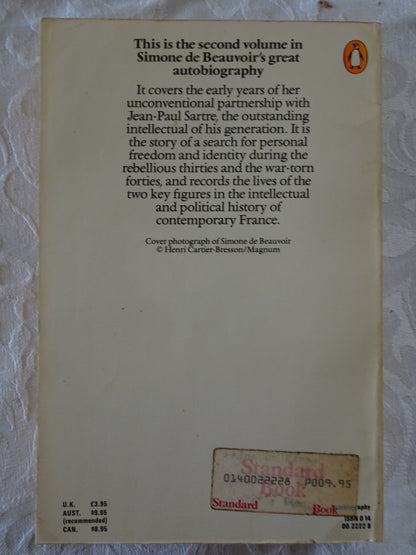 This is the second volume in
Simone de Beauvoir's great
autobiography
It covers the early years of her
unconventional partnership with
Jean-Paul Sartre, the outstanding
intellectual of his generation. It is
the story of a search for personal
freedom and identity during the
rebellious thirties and the war-torn
forties, and records the lives of the
two key figures in the intellectual
and political history of
contemporary France.
Cover photograph of Simone de Beauvoir
© Henri Cartier-Bresson/Magnum
Standard
0140022228 P009.95
Book
Standard Book
U.K. £3.95
AUST. $9.95
(recommended)
CAN. $8.95
ISBN 0 14
00.2222 8